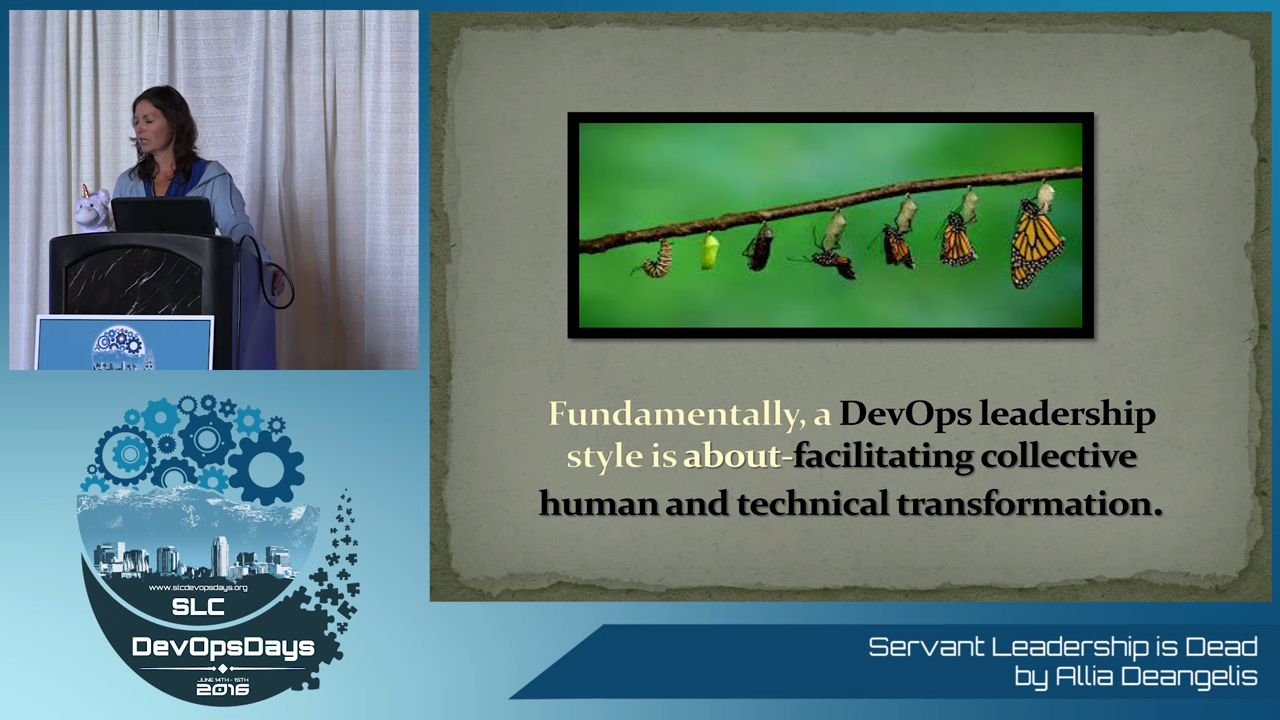 Fundamentally, a DevOps leadership
style is about-facilitating collective
human and technical transformation.
www.slcdevopsdays.org
SLC
DevOpsDays
JUNE 14TH - 15TH
2016
Servant Leadership is Dead
by Allia Deangelis